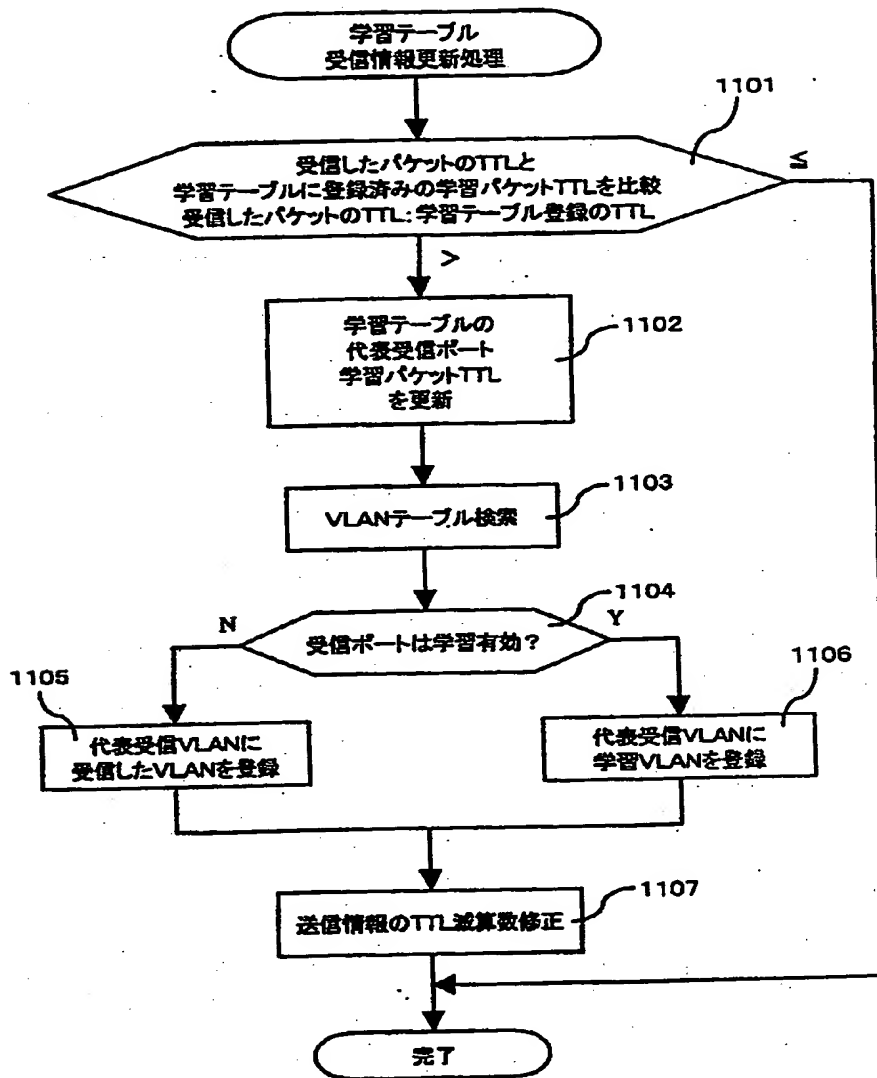 学習テーブル
受信情報更新処理
1101
受信したパケットのTTLと
学習テーブルに登録済みの学習パケットTTLを比較
受信したパケットのTTL:学習テーブル登録のTTL
≦
>
1102
学習テーブルの
代表受信ポート
学習パケットTTL
を更新
1103
VLANテーブル検索
1104
N
受信ポートは学習有効?
Y
1105
代表受信VLANに
受信したVLANを登録
1106
代表受信VLANに
学習VLANを登録
1107
送信情報のTTL減算数修正
完了